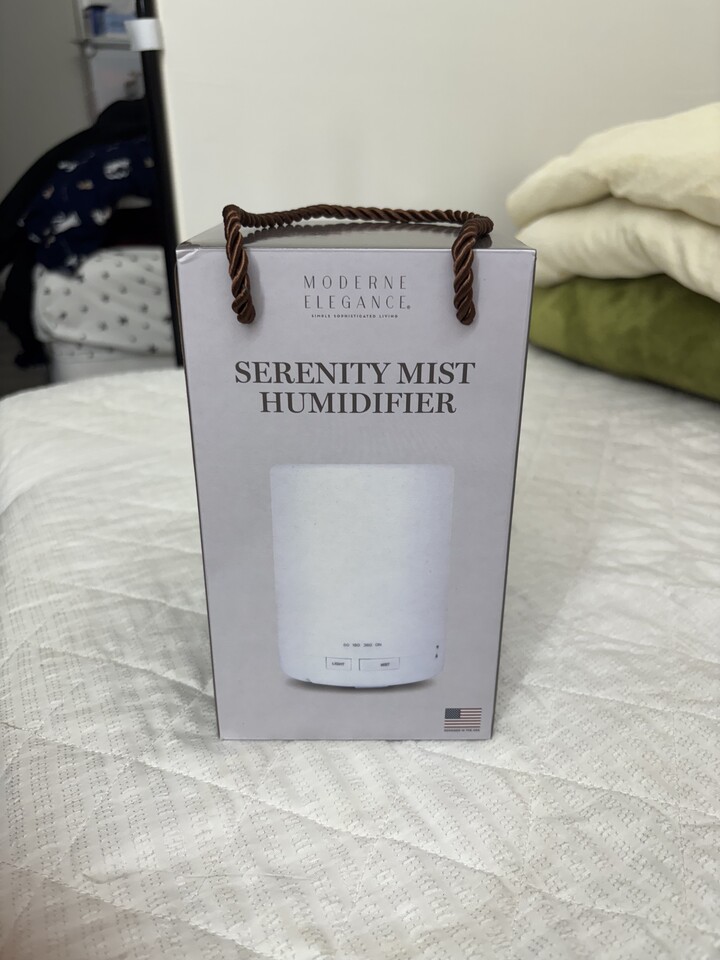 MODERNE
ELEGANCE®
SIMPLE SOPHISTICATED LIVING
SERENITY MIST
HUMIDIFIER
LIGHT
MIST